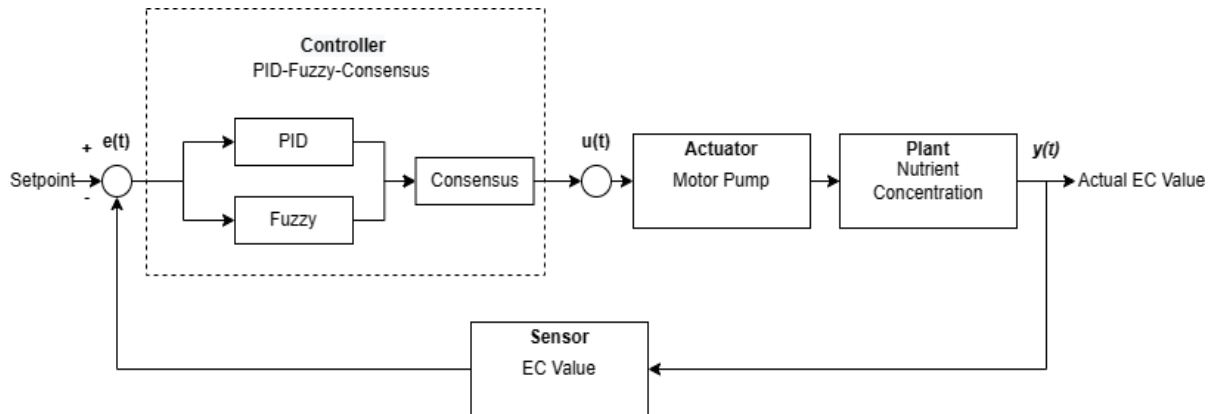 Controller
PID-Fuzzy-Consensus
+
e(t)
Setpoint
-
PID
Fuzzy
Consensus
u(t)
Actuator
Motor Pump
Plant
Nutrient
Concentration
y(t)
Actual EC Value
Sensor
EC Value